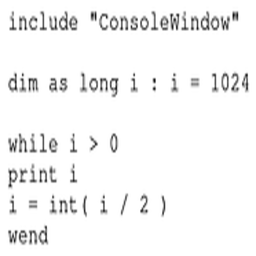 include "ConsoleWindow"
dim as long i : i = 1024
while i > 0
print i
i = int( i / 2 )
wend